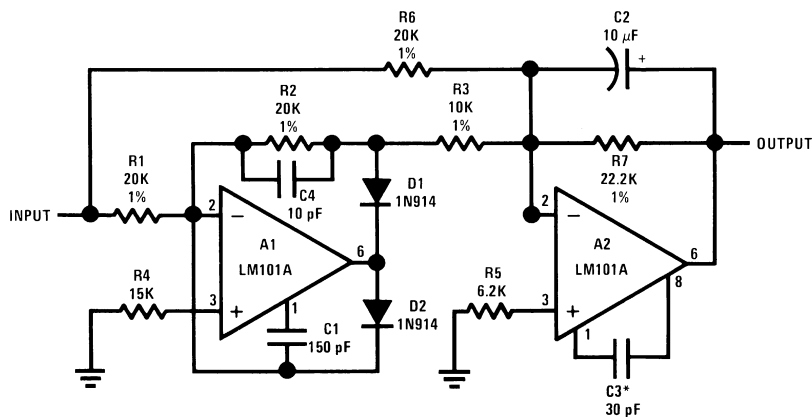 R6
20K
1%
C2
10 μF
+
R2
20K
1%
R3
10K
1%
R1
20K
1%
C4
10 pF
D1
1N914
R7
22.2K
1%
OUTPUT
INPUT
2
−
A1
LM101A
6
3
+
1
R4
15K
D2
1N914
C1
150 pF
2
−
A2
LM101A
6
8
3
+
1
R5
6.2K
C3*
30 pF